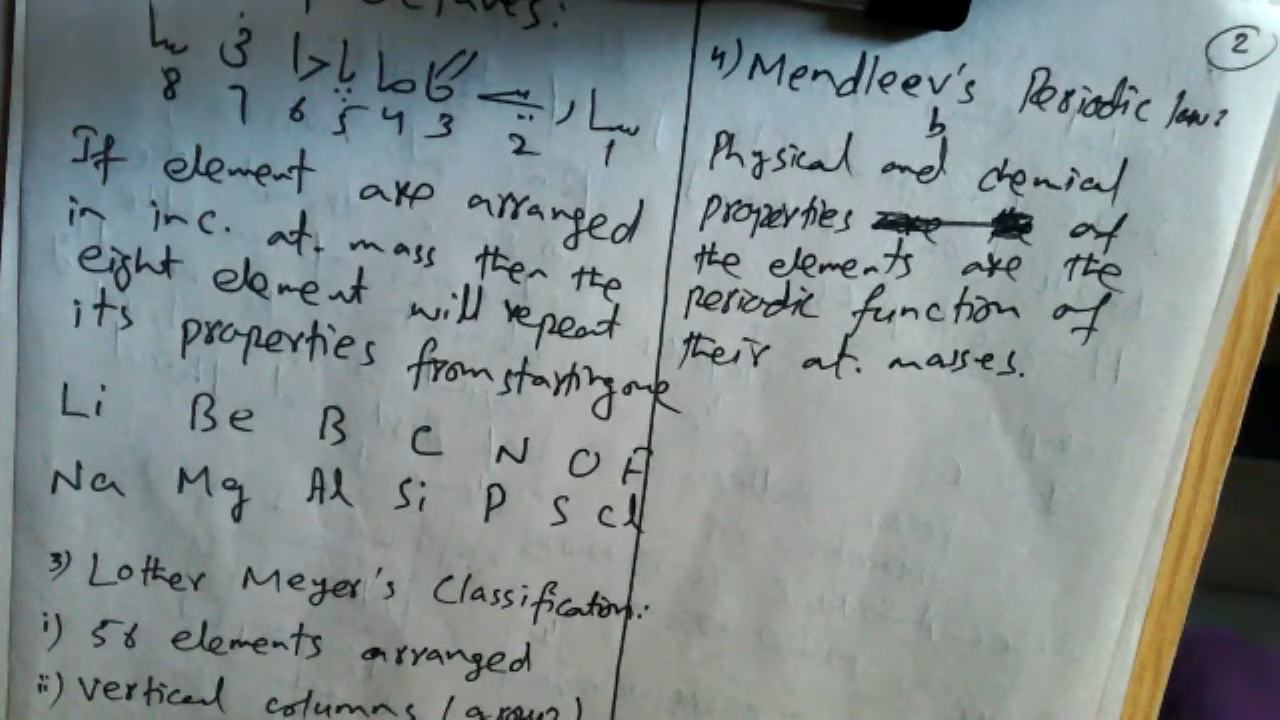 Octaves:
سا
8
7
6
5
4
3
2
1
If element are arranged
in inc. at. mass then the
eight element will repeat
its properties from starting one
Li Be B C N O F
Na Mg Al Si P S Cl
3) Lother Meyer's Classification:
i) 56 elements arranged
ii) vertical columns (group)
2
4) Mendleev's Periodic law:
Physical and chemical
properties of
the elements are the
periodic function of
their at. masses.